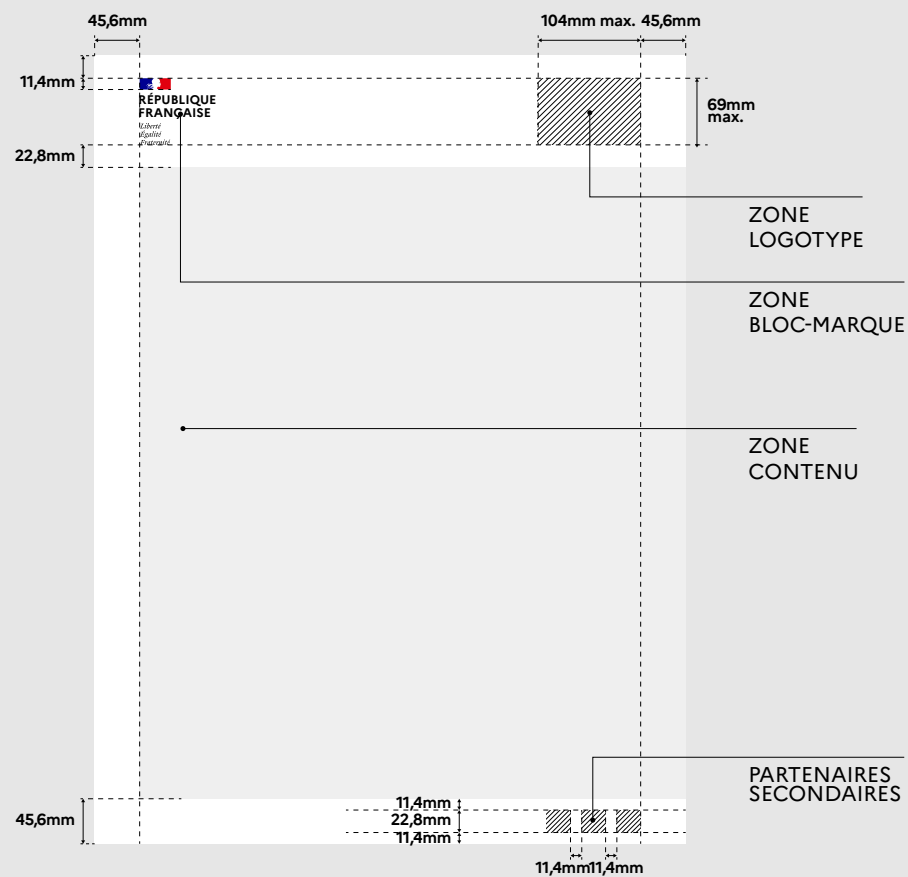 45,6mm
104mm max. 45,6mm
11,4mm
RÉPUBLIQUE
FRANÇAISE
Liberté
Égalité
Fraternité
69mm
max.
22,8mm
ZONE
LOGOTYPE
ZONE
BLOC-MARQUE
ZONE
CONTENU
PARTENAIRES
SECONDAIRES
45,6mm
11,4mm
22,8mm
11,4mm
11,4mm
11,4mm